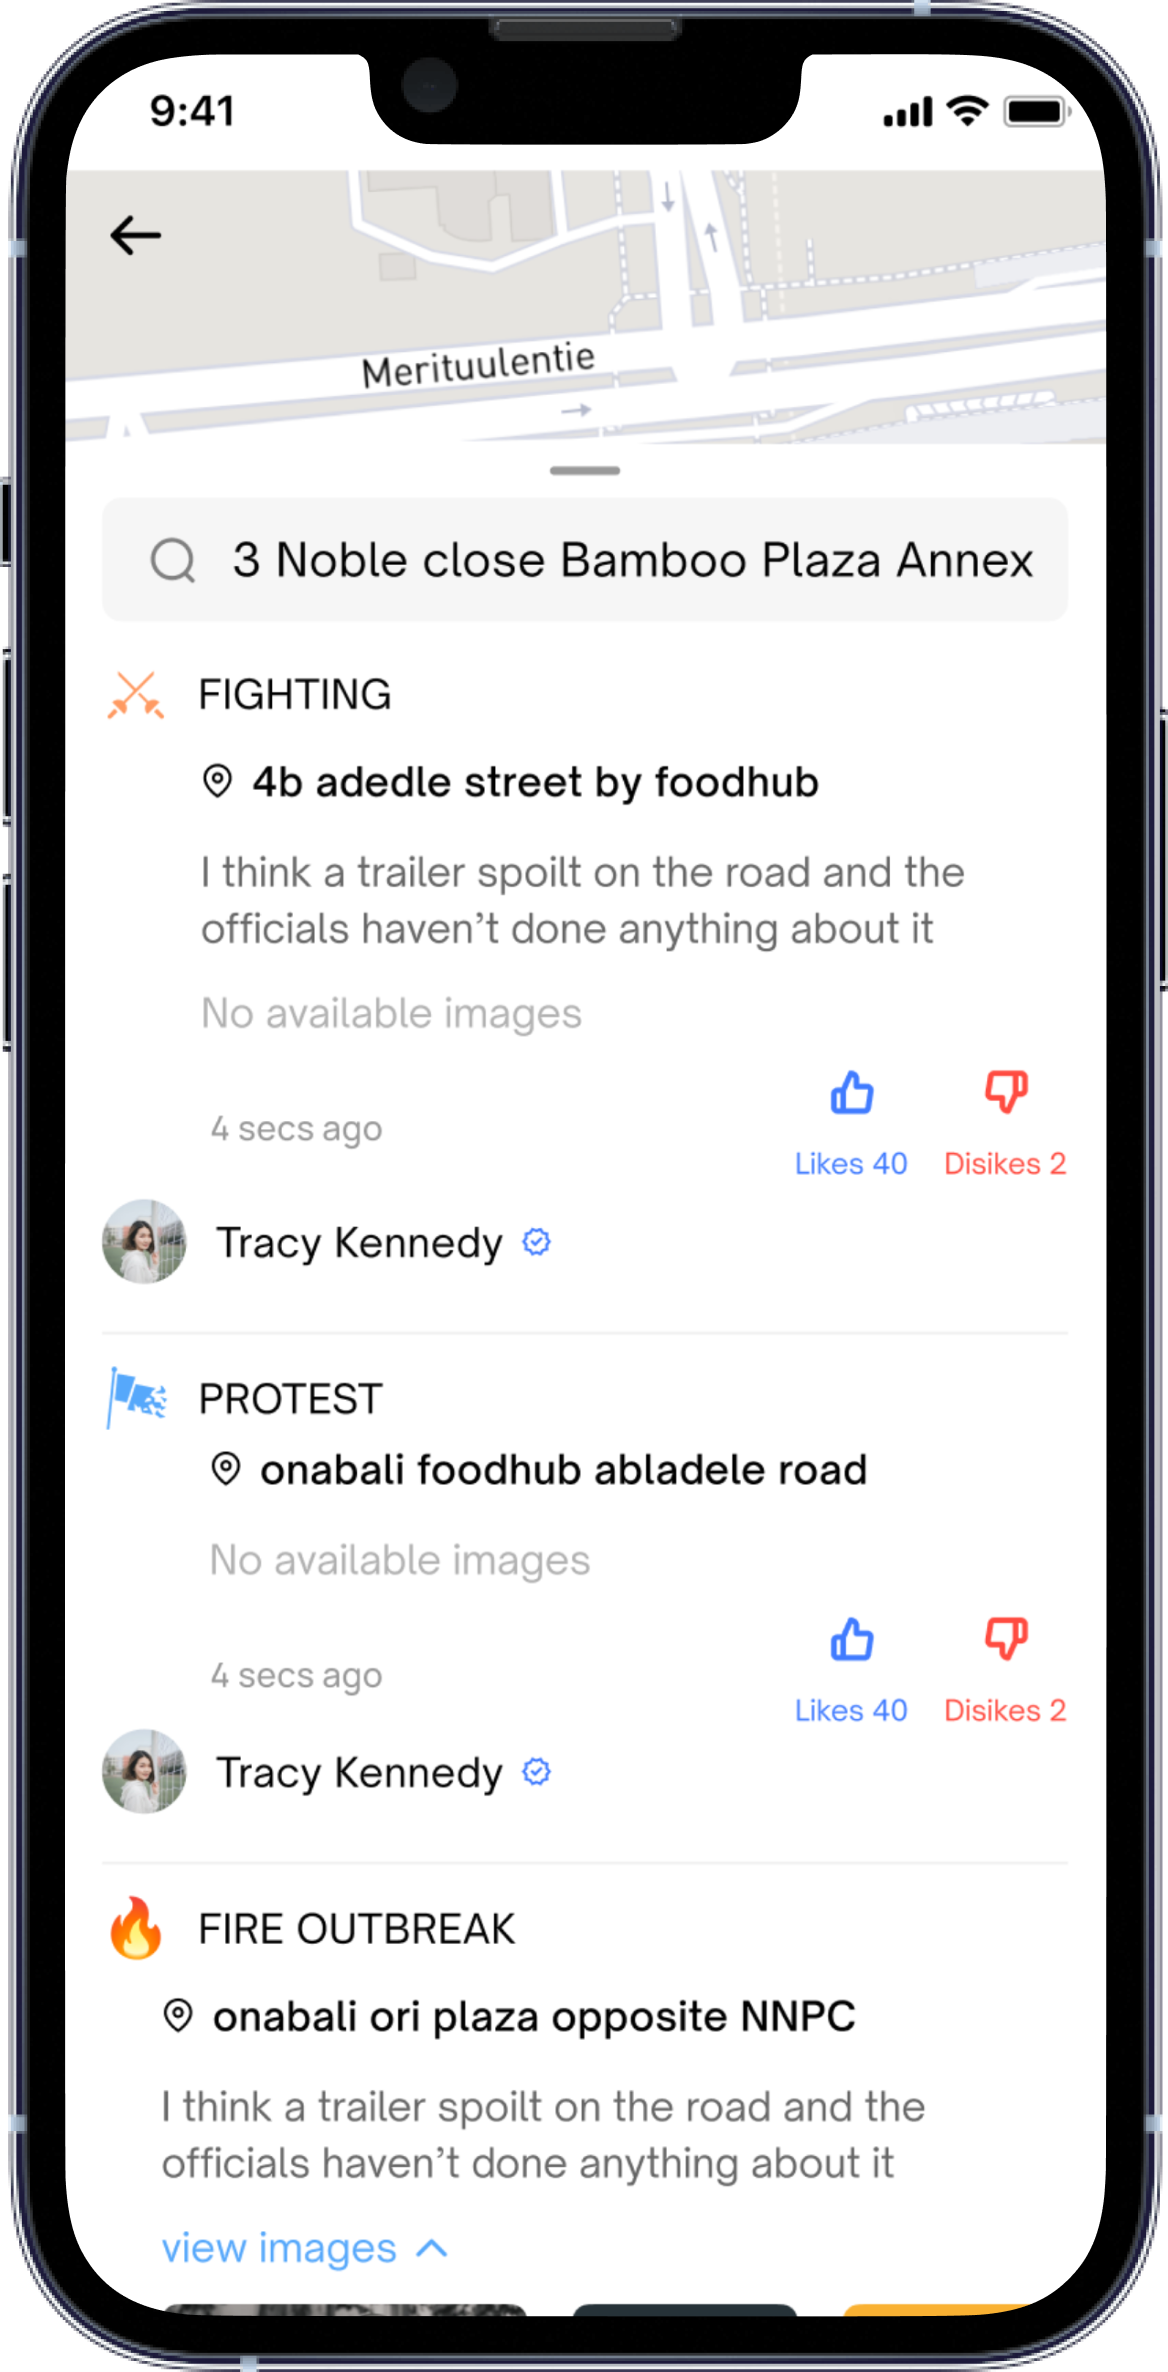 9:41
Merituulentie
3 Noble close Bamboo Plaza Annex
FIGHTING
4b adedle street by foodhub
I think a trailer spoilt on the road and the
officials haven’t done anything about it
No available images
4 secs ago
Likes 40
Disikes 2
Tracy Kennedy
PROTEST
onabali foodhub abladele road
No available images
4 secs ago
Likes 40
Disikes 2
Tracy Kennedy
FIRE OUTBREAK
onabali ori plaza opposite NNPC
I think a trailer spoilt on the road and the
officials haven’t done anything about it
view images